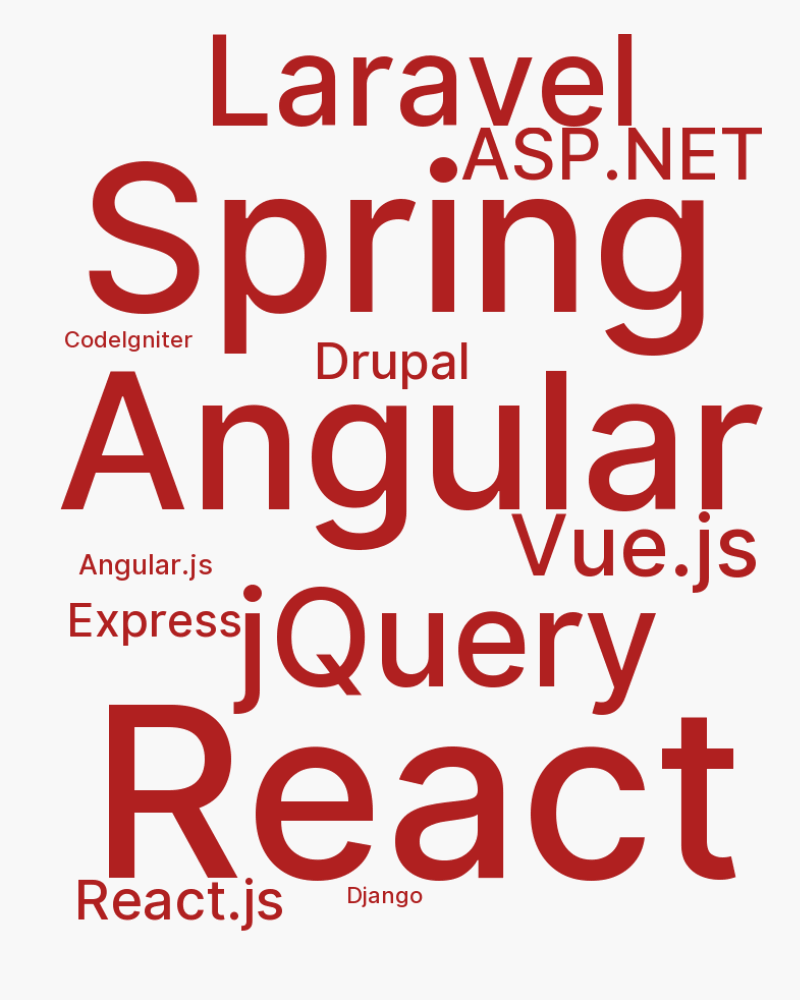 Laravel
ASP.NET
Spring
CodeIgniter
Drupal
Angular
Vue.js
Angular.js
Express
jQuery
React
React.js
Django